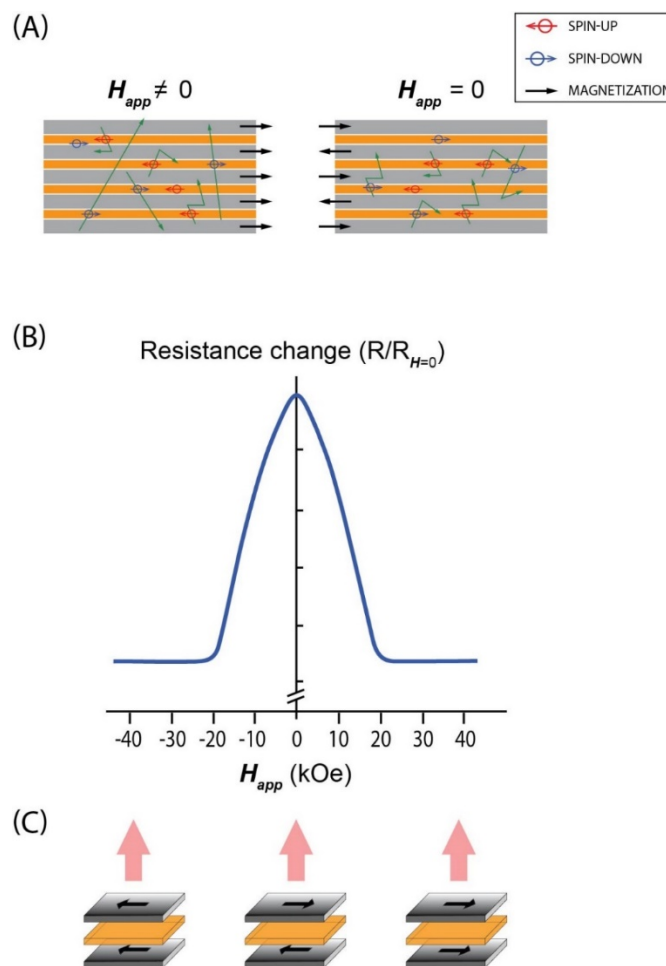 (A)
SPIN-UP
SPIN-DOWN
MAGNETIZATION
H_app ≠ 0
H_app = 0
(B)
Resistance change (R/R_H=0)
-40 -30 -20 -10 0 10 20 30 40
H_app (kOe)
(C)